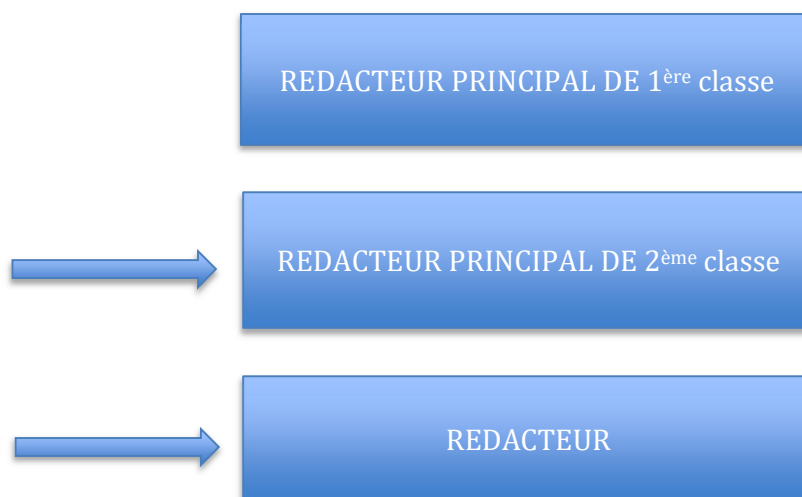 REDACTEUR PRINCIPAL DE 1ère classe
REDACTEUR PRINCIPAL DE 2ème classe
REDACTEUR